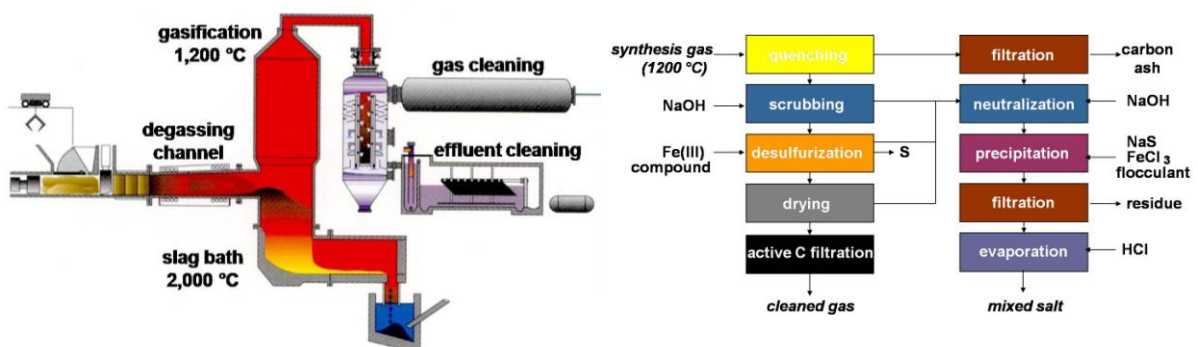 gasification
1,200 °C
gas cleaning
degassing
channel
effluent cleaning
slag bath
2,000 °C
synthesis gas
(1200 °C)
quenching
filtration
carbon
ash
NaOH
scrubbing
neutralization
NaOH
Fe(III)
compound
desulfurization
S
precipitation
NaS
FeCl 3
flocculant
drying
filtration
residue
active C filtration
evaporation
HCl
cleaned gas
mixed salt